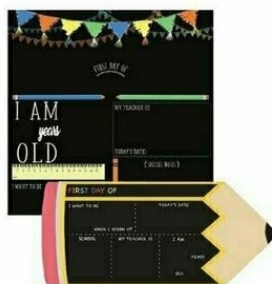 FIRST DAY OF
I AM
years
OLD
MY TEACHER IS
TODAY'S DATE:
I WANT TO BE
FIRST DAY OF
I WANT TO BE
TODAY'S DATE
WHEN I GROW UP
SCHOOL
MY TEACHER IS
I AM
YEARS
OLD